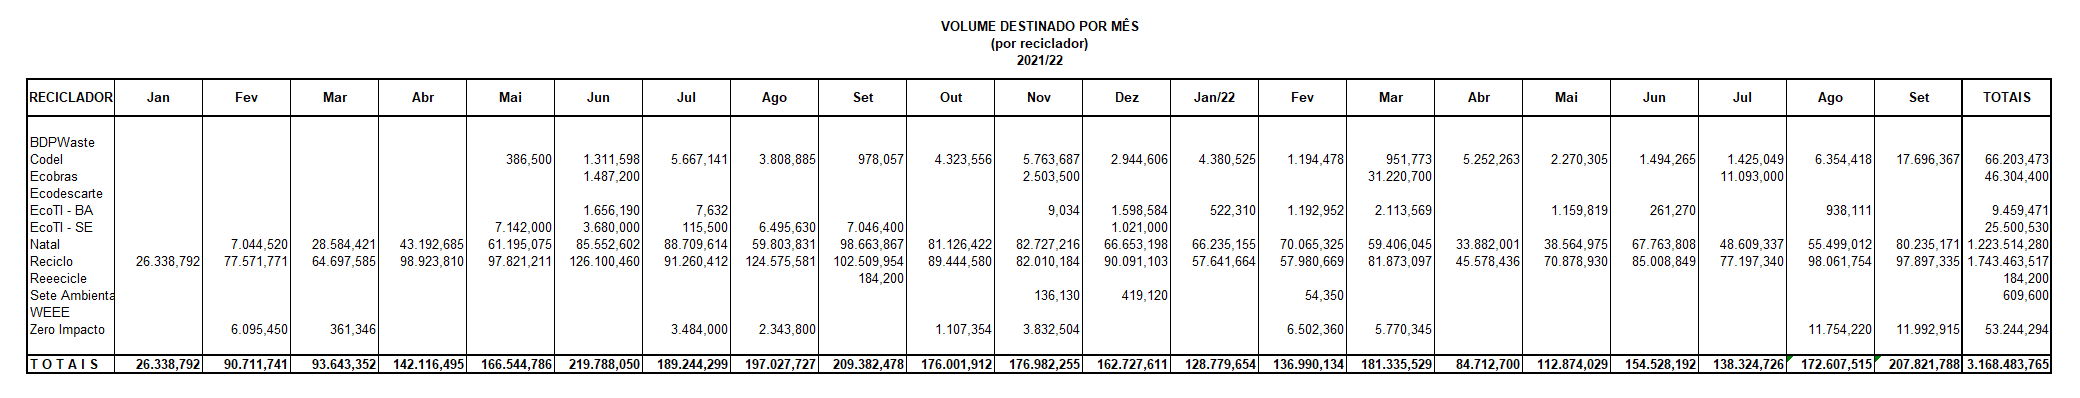 VOLUME DESTINADO POR MÊS
(por reciclador)
2021/22
RECICLADOR Jan Fev Mar Abr Mai Jun Jul Ago Set Out Nov Dez Jan/22 Fev Mar Abr Mai Jun Jul Ago Set TOTAIS
BDPWaste
Codel 386,500 1.311,598 5.667,141 3.808,885 978,057 4.323,556 5.763,687 2.944,606 4.380,525 1.194,478 951,773 5.252,263 2.270,305 1.494,265 1.425,049 6.354,418 17.696,367 66.203,473
Ecobras 1.487,200 2.503,500 31.220,700 11.093,000 46.304,400
Ecodescarte
EcoTI - BA 1.656,190 7,632 9,034 1.598,584 522,310 1.192,952 2.113,569 1.159,819 261,270 938,111 9.459,471
EcoTI - SE 7.142,000 3.680,000 115,500 6.495,630 7.046,400 1.021,000 25.500,530
Natal 7.044,520 28.584,421 43.192,685 61.195,075 85.552,602 88.709,614 59.803,831 98.663,867 81.126,422 82.727,216 66.653,198 66.235,155 70.065,325 59.406,045 33.882,001 38.564,975 67.763,808 48.609,337 55.499,012 80.235,171 1.223.514,280
Reciclo 26.338,792 77.571,771 64.697,585 98.923,810 97.821,211 126.100,460 91.260,412 124.575,581 102.509,954 89.444,580 82.010,184 90.091,103 57.641,664 57.980,669 81.873,097 45.578,436 70.878,930 85.008,849 77.197,340 98.061,754 97.897,335 1.743.463,517
Reeecicle 184,200 184,200
Sete Ambienta 136,130 419,120 54,350 609,600
WEEE
Zero Impacto 6.095,450 361,346 3.484,000 2.343,800 1.107,354 3.832,504 6.502,360 5.770,345 11.754,220 11.992,915 53.244,294
T O T A I S 26.338,792 90.711,741 93.643,352 142.116,495 166.544,786 219.788,050 189.244,299 197.027,727 209.382,478 176.001,912 176.982,255 162.727,611 128.779,654 136.990,134 181.335,529 84.712,700 112.874,029 154.528,192 138.324,726 172.607,515 207.821,788 3.168.483,765